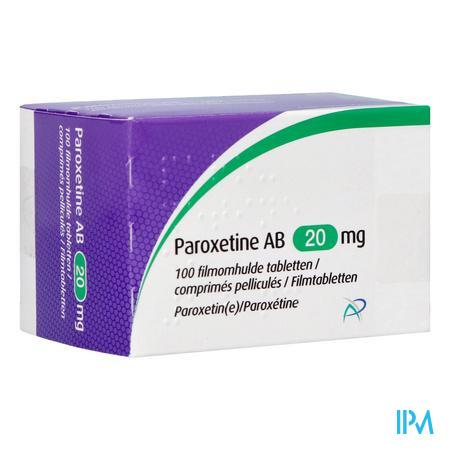 Paroxetine AB 20 mg
100 filmomhulde tabletten /
comprimés pelliculés / Filmtabletten
Paroxetin(e)/Paroxétine
Paroxetine AB 20 mg
100 filmomhulde tabletten /
comprimés pelliculés / Filmtabletten
IPM